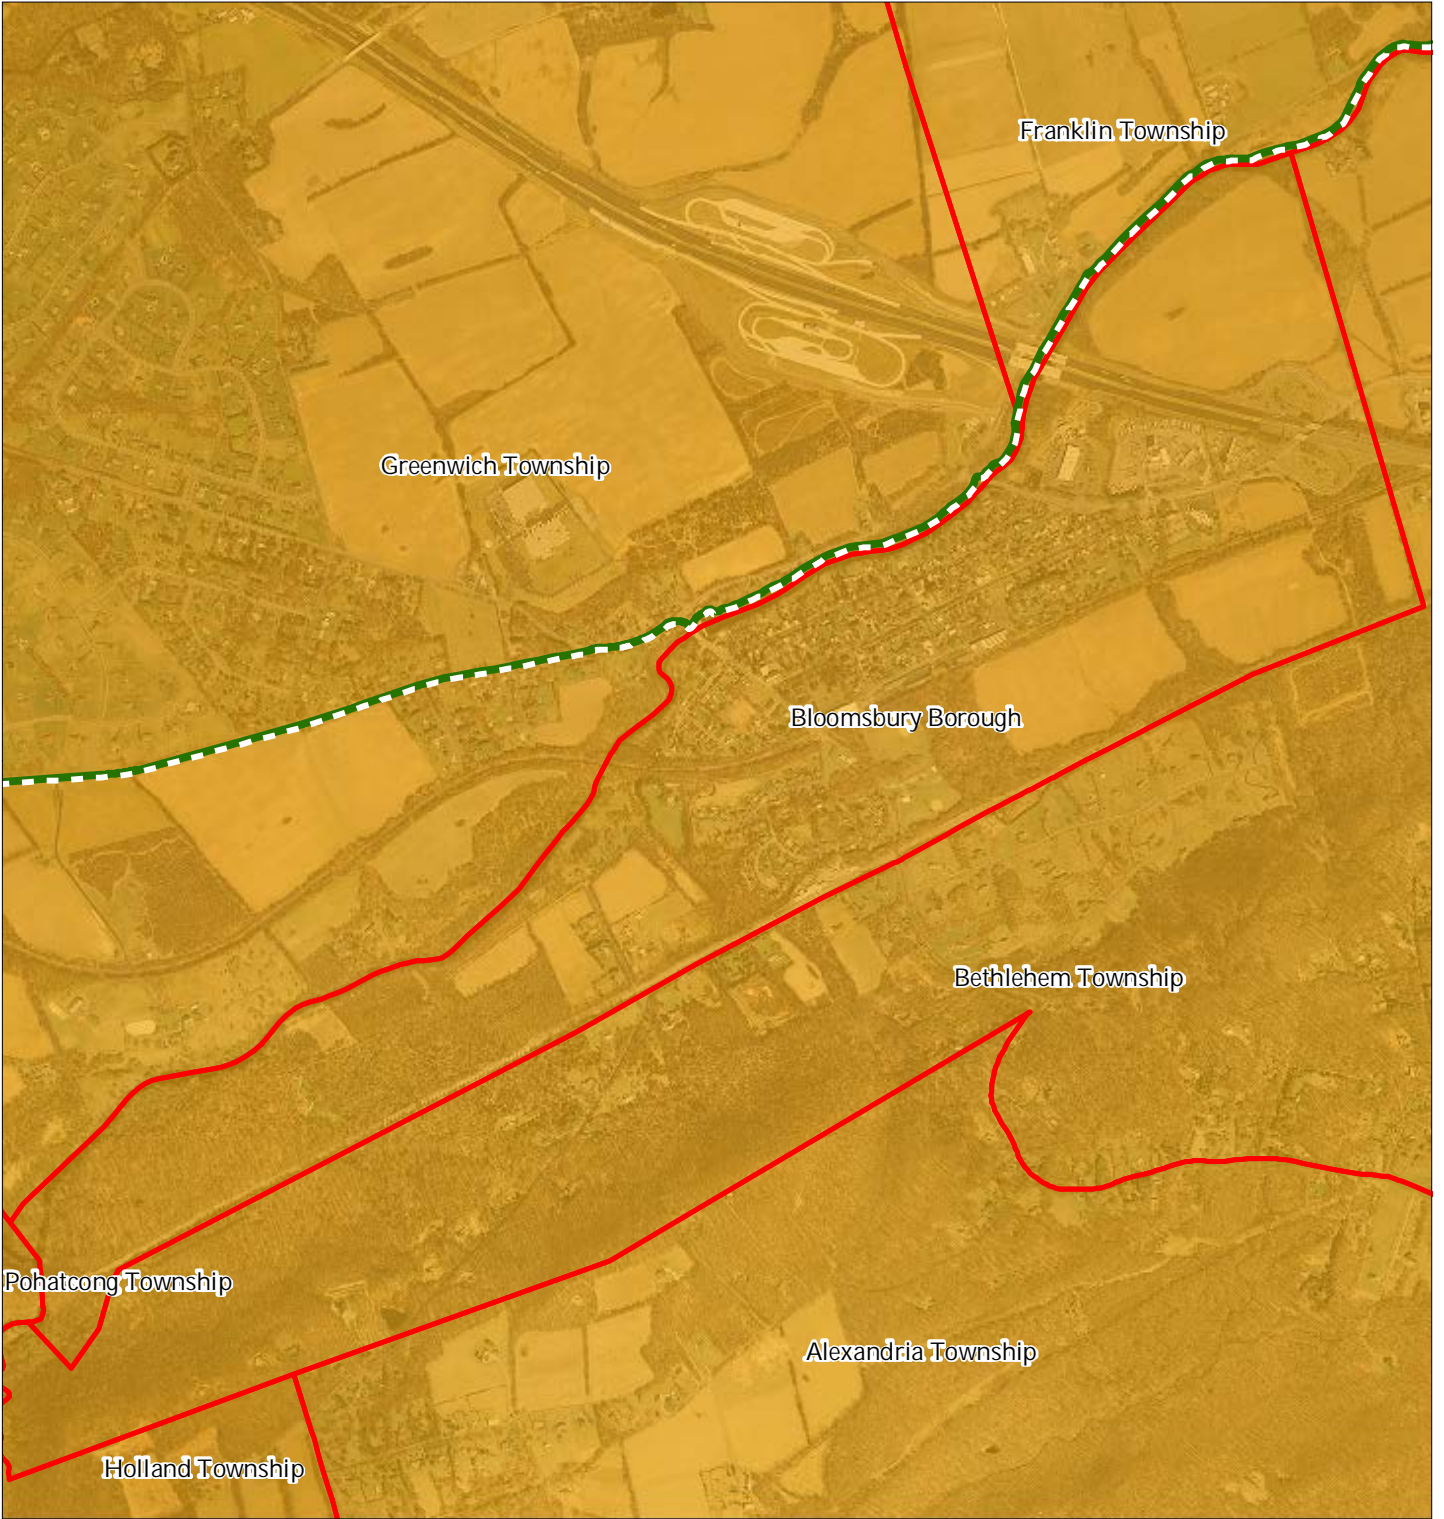 Franklin Township
Greenwich Township
Bloomsbury Borough
Bethlehem Township
Pohatcong Township
Alexandria Township
Holland Township